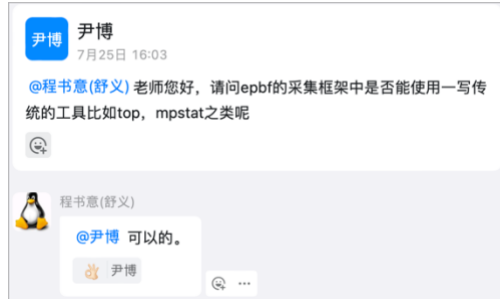 尹博
尹博
7月25日 16:03
@程书意(舒义) 老师您好，请问epbf的采集框架中是否能使用一写传
统的工具比如top，mpstat之类呢
程书意(舒义)
@尹博 可以的。
尹博